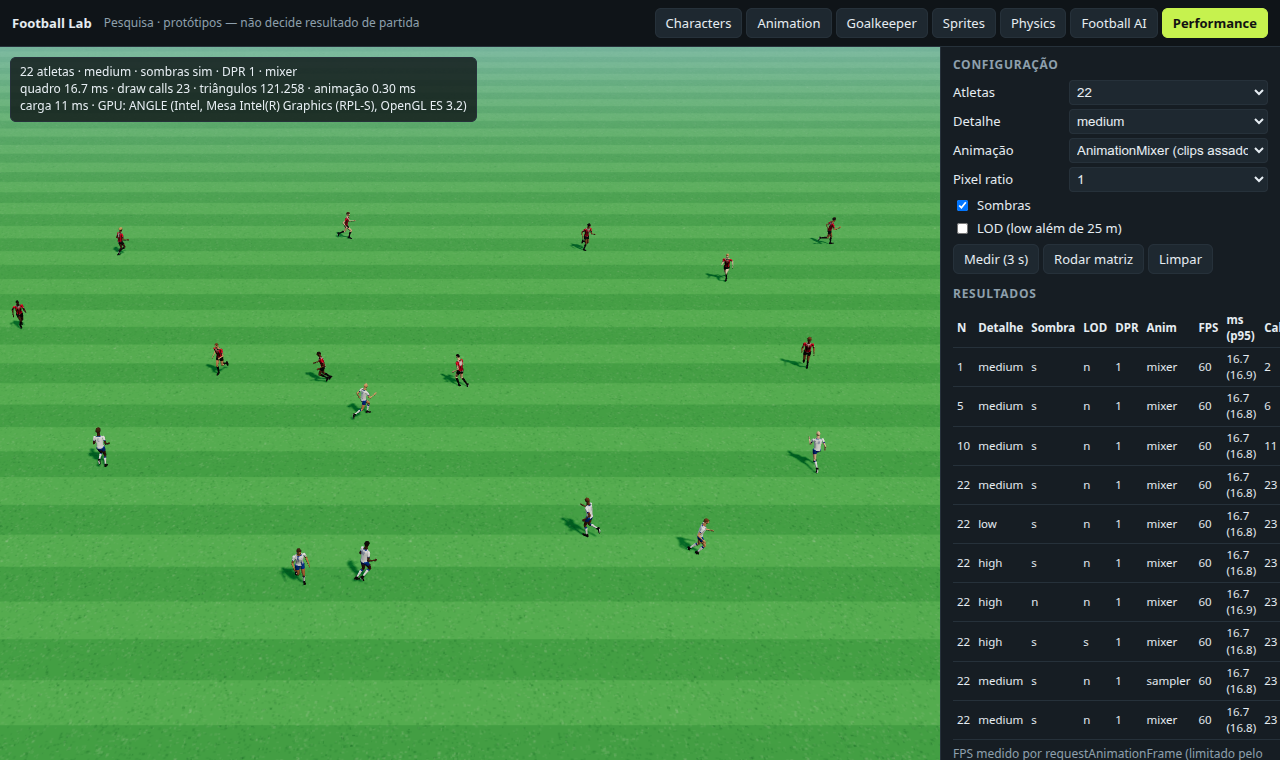 Football Lab Pesquisa · protótipos — não decide resultado de partida Characters Animation Goalkeeper Sprites Physics Football AI Performance
22 atletas · medium · sombras sim · DPR 1 · mixer
quadro 16.7 ms · draw calls 23 · triângulos 121.258 · animação 0.30 ms
carga 11 ms · GPU: ANGLE (Intel, Mesa Intel(R) Graphics (RPL-S), OpenGL ES 3.2)
CONFIGURAÇÃO
Atletas 22
Detalhe medium
Animação AnimationMixer (clips assadc
Pixel ratio 1
Sombras
LOD (low além de 25 m)
Medir (3 s) Rodar matriz Limpar
RESULTADOS
N Detalhe Sombra LOD DPR Anim FPS ms (p95) Cal
1 medium s n 1 mixer 60 16.7 (16.9) 2
5 medium s n 1 mixer 60 16.7 (16.8) 6
10 medium s n 1 mixer 60 16.7 (16.8) 11
22 medium s n 1 mixer 60 16.7 (16.8) 23
22 low s n 1 mixer 60 16.7 (16.8) 23
22 high s n 1 mixer 60 16.7 (16.8) 23
22 high n n 1 mixer 60 16.7 (16.9) 23
22 high s s 1 mixer 60 16.7 (16.8) 23
22 medium s n 1 sampler 60 16.7 (16.8) 23
22 medium s n 1 mixer 60 16.7 (16.8) 23
FPS medido por requestAnimationFrame (limitado pelo